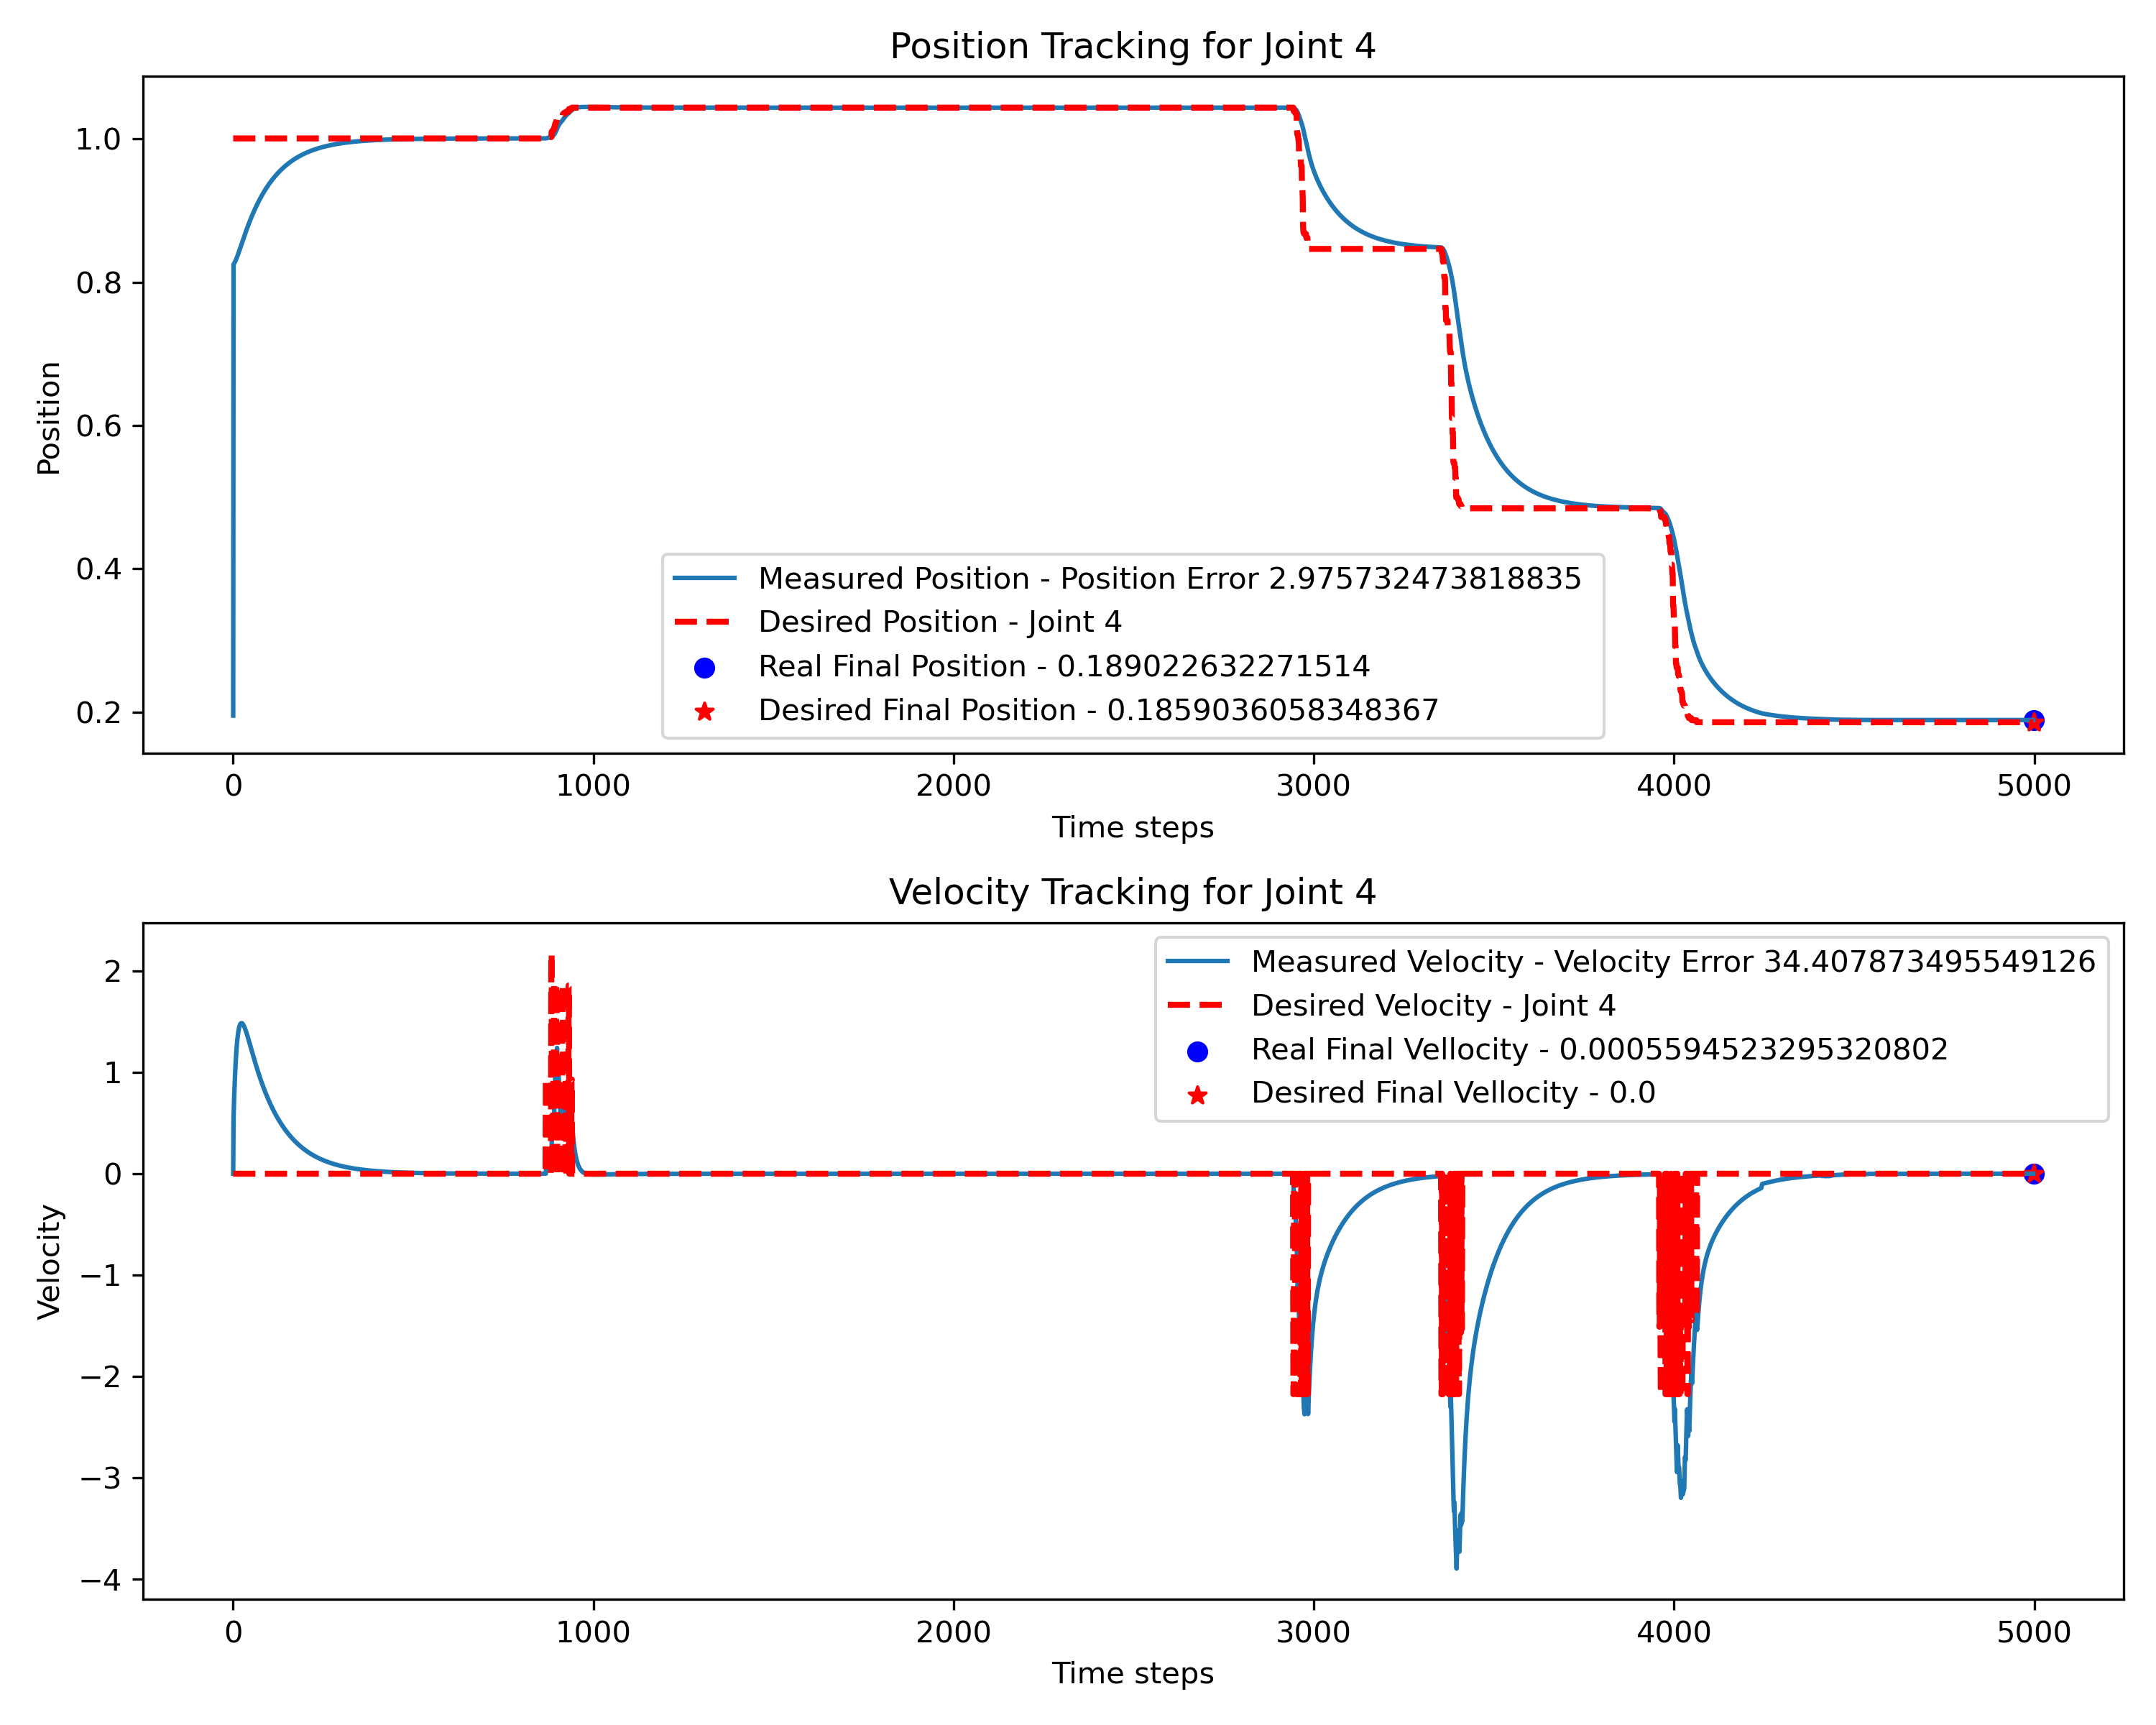 Position Tracking for Joint 4
1.0
0.8
0.6
0.4
0.2
Position
Measured Position - Position Error 2.975732473818835
Desired Position - Joint 4
Real Final Position - 0.189022632271514
Desired Final Position - 0.1859036058348367
0 1000 2000 3000 4000 5000
Time steps
Velocity Tracking for Joint 4
2
1
0
−1
−2
−3
−4
Velocity
Measured Velocity - Velocity Error 34.407873495549126
Desired Velocity - Joint 4
Real Final Vellocity - 0.0005594523295320802
Desired Final Vellocity - 0.0
0 1000 2000 3000 4000 5000
Time steps